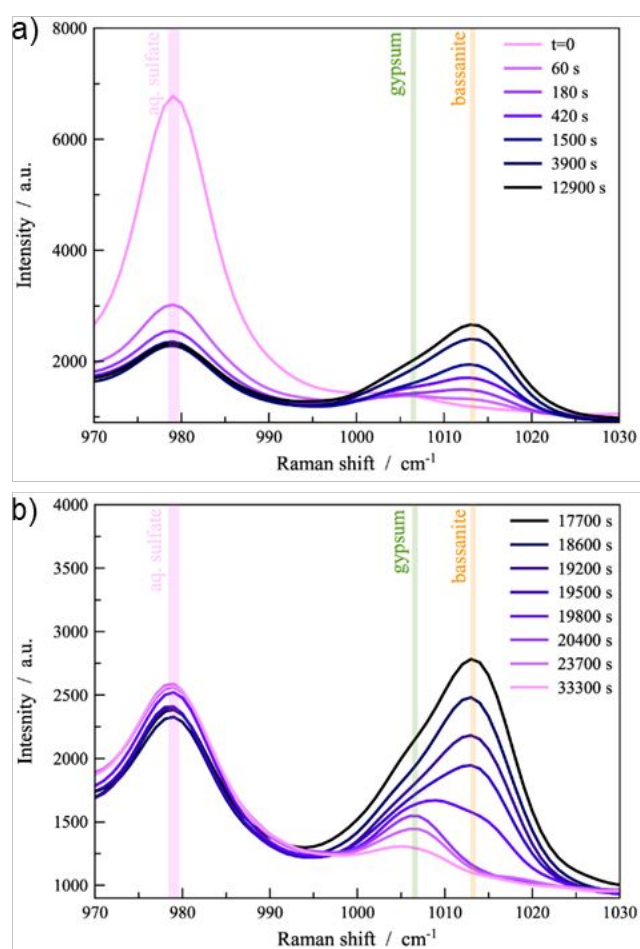 a)
8000
6000
4000
2000
Intensity / a.u.
aq. sulfate
gypsum
bassanite
t=0
60 s
180 s
420 s
1500 s
3900 s
12900 s
970 980 990 1000 1010 1020 1030
Raman shift / cm-1
b)
4000
3500
3000
2500
2000
1500
1000
Intesnity / a.u.
aq. sulfate
gypsum
bassanite
17700 s
18600 s
19200 s
19500 s
19800 s
20400 s
23700 s
33300 s
970 980 990 1000 1010 1020 1030
Raman shift / cm-1